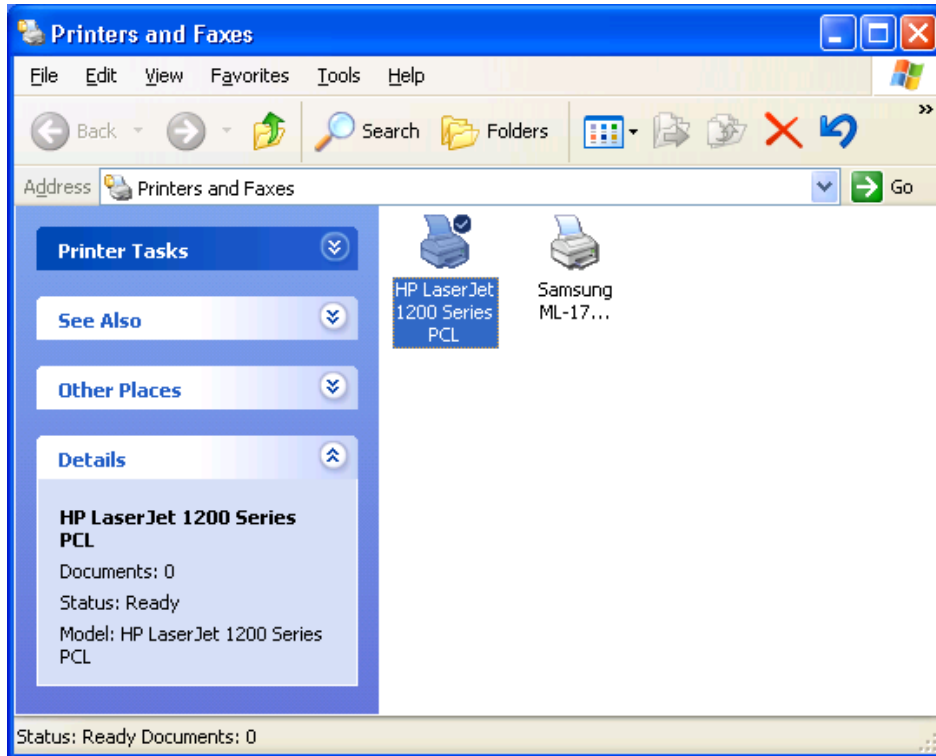 Printers and Faxes
File Edit View Favorites Tools Help
Back Search Folders »
Address Printers and Faxes Go
Printer Tasks
See Also
Other Places
Details
HP LaserJet 1200 Series
PCL
Documents: 0
Status: Ready
Model: HP LaserJet 1200 Series
PCL
HP LaserJet
1200 Series
PCL
Samsung
ML-17...
Status: Ready Documents: 0